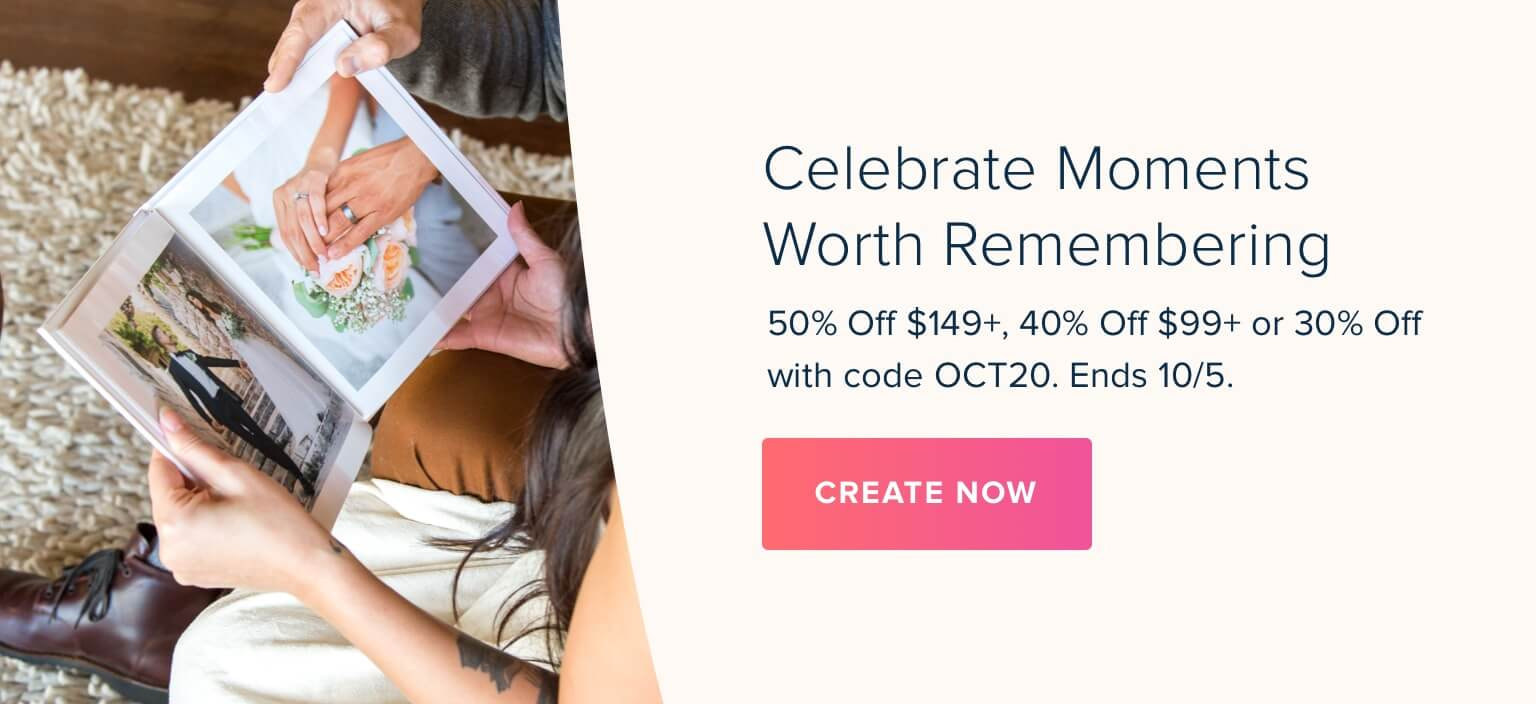 Celebrate Moments
Worth Remembering
50% Off $149+, 40% Off $99+ or 30% Off
with code OCT20. Ends 10/5.
CREATE NOW